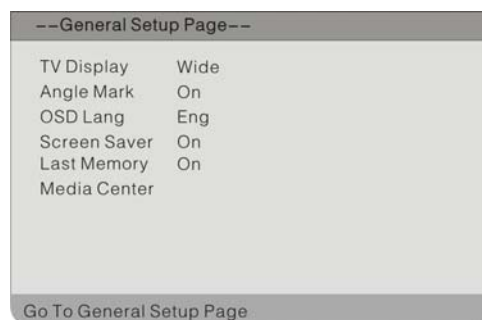 --General Setup Page--
TV Display Wide
Angle Mark On
OSD Lang Eng
Screen Saver On
Last Memory On
Media Center
Go To General Setup Page